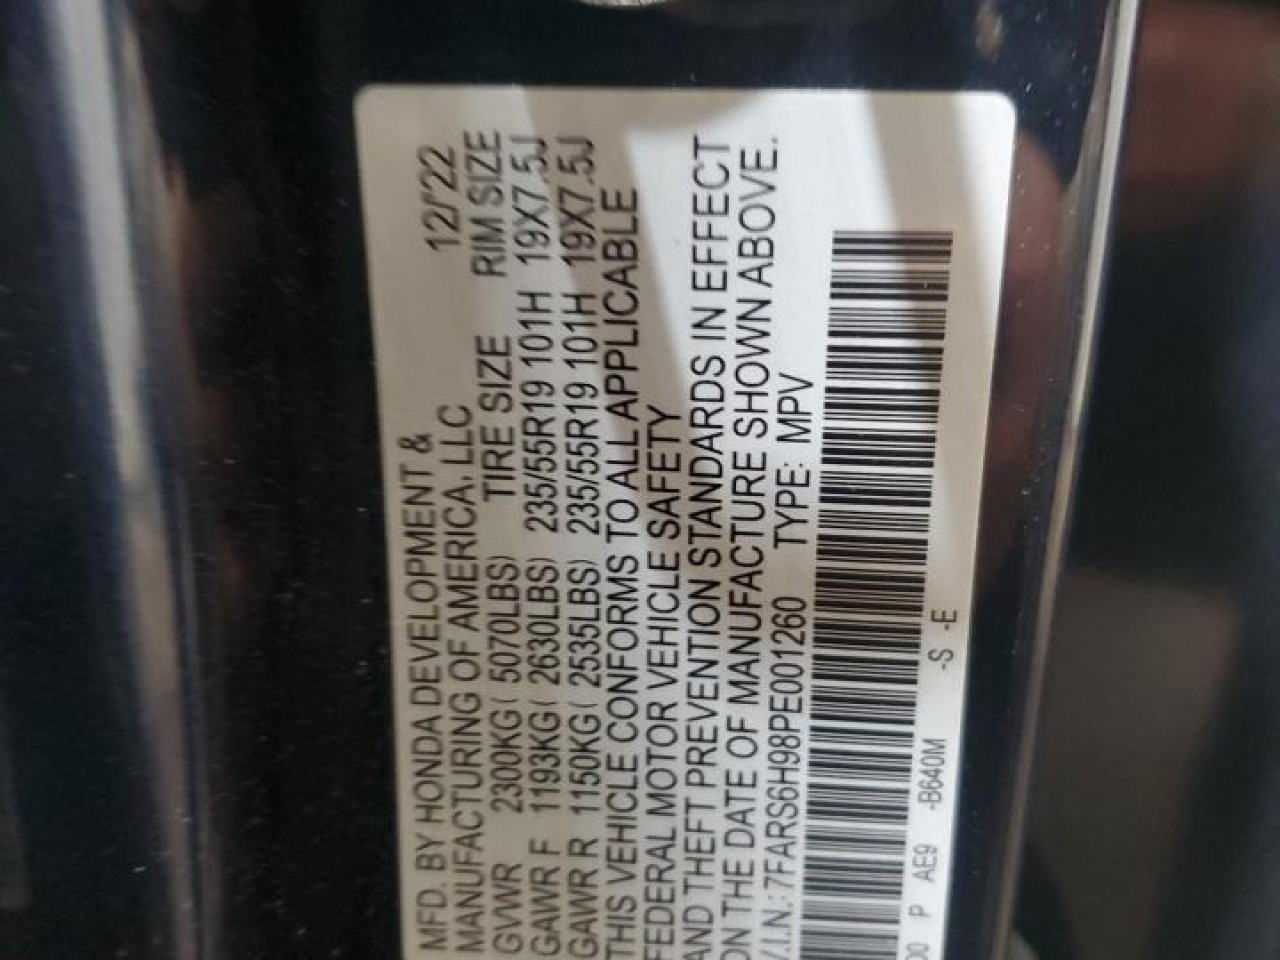 MFD. BY HONDA DEVELOPMENT &
MANUFACTURING OF AMERICA, LLC 12/'22
GVWR 2300KG( 5070LBS) TIRE SIZE RIM SIZE
GAWR F 1193KG( 2630LBS) 235/55R19 101H 19X7.5J
GAWR R 1150KG( 2535LBS) 235/55R19 101H 19X7.5J
THIS VEHICLE CONFORMS TO ALL APPLICABLE
FEDERAL MOTOR VEHICLE SAFETY
AND THEFT PREVENTION STANDARDS IN EFFECT
ON THE DATE OF MANUFACTURE SHOWN ABOVE.
V.I.N.: 7FARS6H98PE001260 TYPE: MPV
P AE9 -B640M -S -E